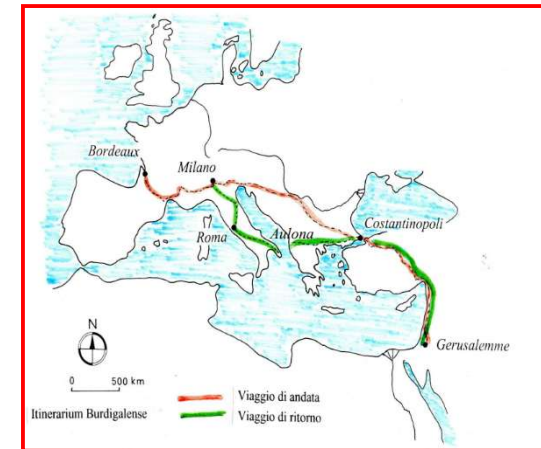 Bordeaux
Milano
Costantinopoli
Roma
Aulona
Gerusalemme
N
0 500 km
Viaggio di andata
Itinerarium Burdigalense
Viaggio di ritorno